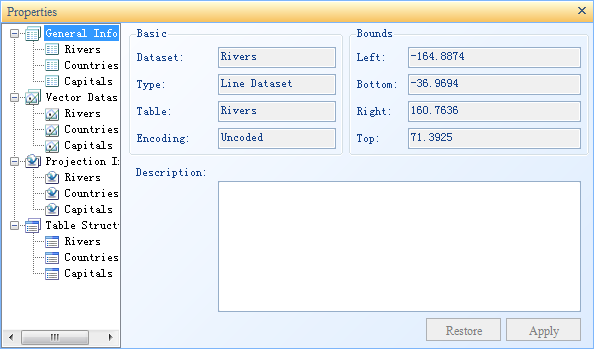 Properties
General Info
Rivers
Countries
Capitals
Vector Datas
Rivers
Countries
Capitals
Projection I
Rivers
Countries
Capitals
Table Struct
Rivers
Countries
Capitals
Basic
Dataset: Rivers
Type: Line Dataset
Table: Rivers
Encoding: Uncoded
Bounds
Left: -164.8874
Bottom: -36.9694
Right: 160.7636
Top: 71.3925
Description:
Restore Apply